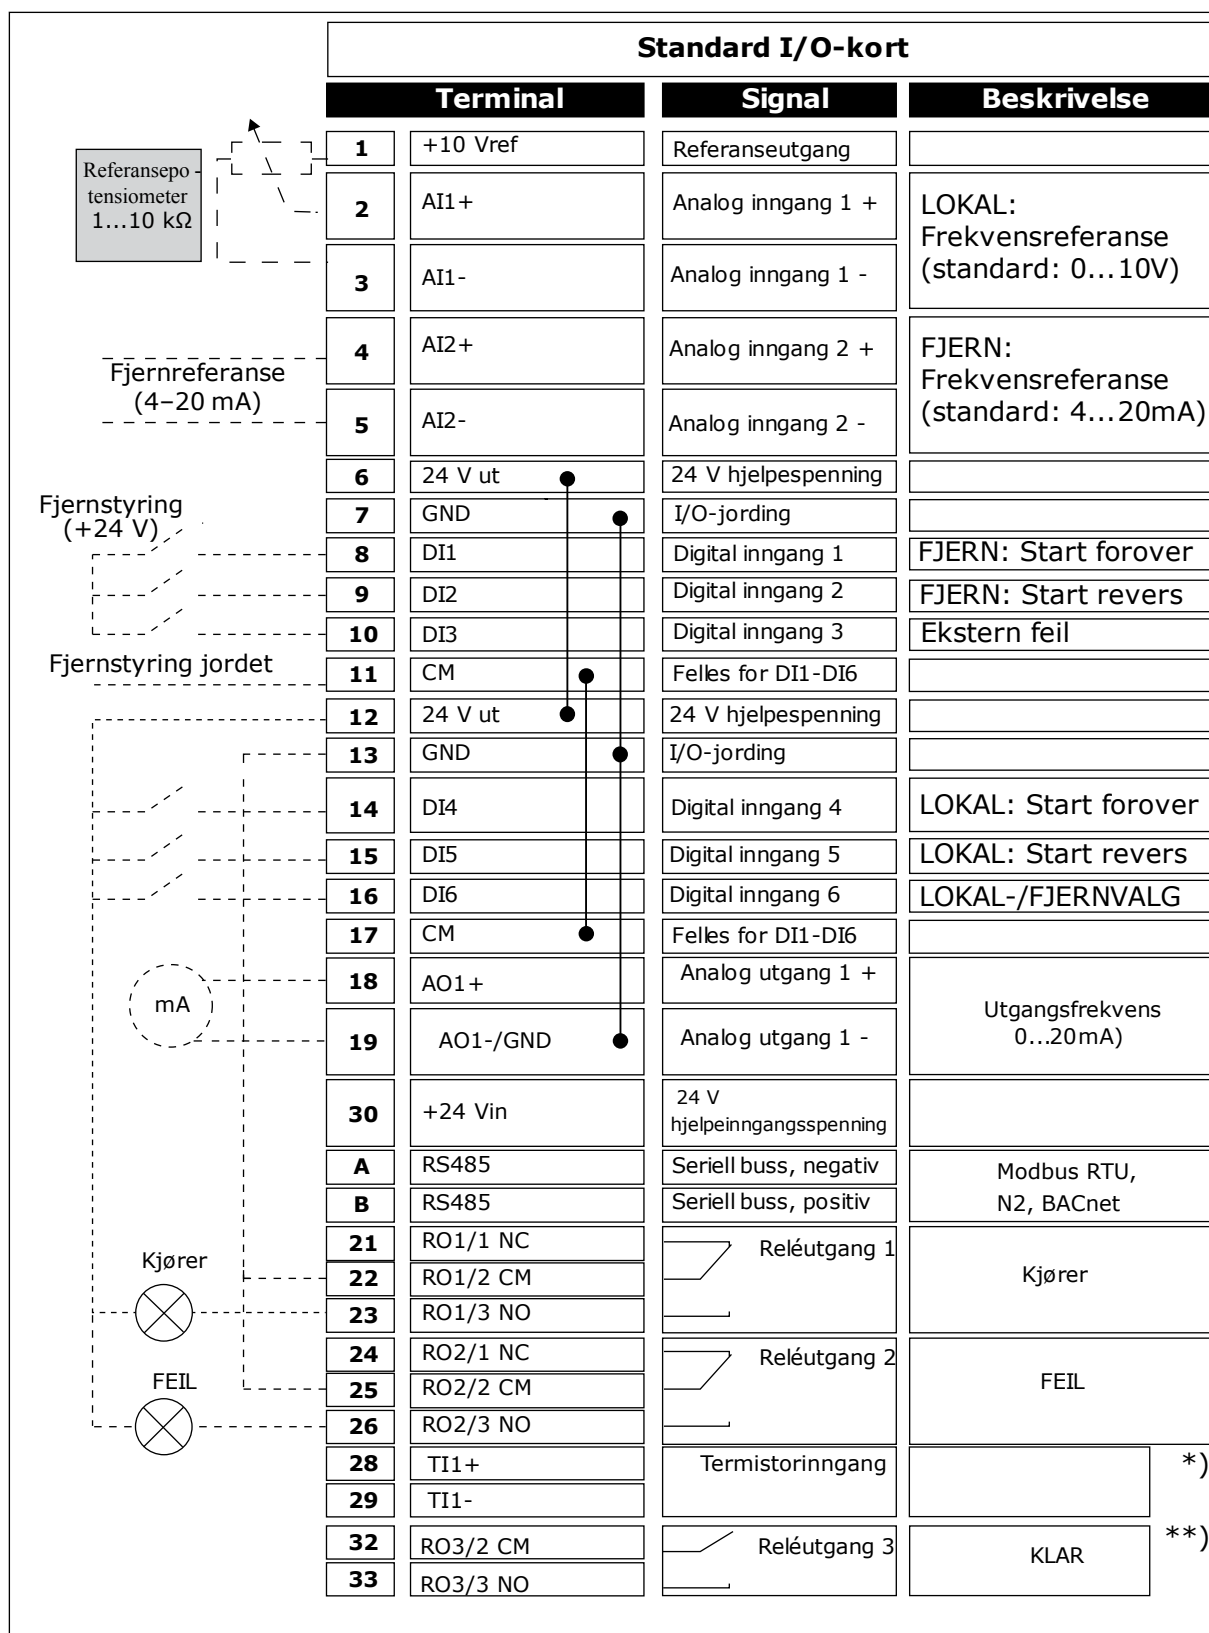 Standard I/O-kort
Terminal Signal Beskrivelse
Referansepo-
tensiometer
1...10 kΩ
1 +10 Vref Referanseutgang
2 AI1+ Analog inngang 1 +
3 AI1- Analog inngang 1 -
LOKAL:
Frekvensreferanse
(standard: 0...10V)
Fjernreferanse
(4–20 mA)
4 AI2+ Analog inngang 2 +
5 AI2- Analog inngang 2 -
FJERN:
Frekvensreferanse
(standard: 4...20mA)
6 24 V ut 24 V hjelpespenning
Fjernstyring
(+24 V)
7 GND I/O-jording
8 DI1 Digital inngang 1 FJERN: Start forover
9 DI2 Digital inngang 2 FJERN: Start revers
10 DI3 Digital inngang 3 Ekstern feil
Fjernstyring jordet
11 CM Felles for DI1-DI6
12 24 V ut 24 V hjelpespenning
13 GND I/O-jording
14 DI4 Digital inngang 4 LOKAL: Start forover
15 DI5 Digital inngang 5 LOKAL: Start revers
16 DI6 Digital inngang 6 LOKAL-/FJERNVALG
17 CM Felles for DI1-DI6
mA
18 AO1+ Analog utgang 1 +
19 AO1-/GND Analog utgang 1 -
Utgangsfrekvens
0...20mA)
30 +24 Vin 24 V
hjelpeinngangsspenning
A RS485 Seriell buss, negativ
B RS485 Seriell buss, positiv
Modbus RTU,
N2, BACnet
Kjører
21 RO1/1 NC Reléutgang 1
22 RO1/2 CM Kjører
23 RO1/3 NO
24 RO2/1 NC Reléutgang 2
FEIL
25 RO2/2 CM FEIL
26 RO2/3 NO
28 TI1+ Termistorinngang *)
29 TI1-
32 RO3/2 CM Reléutgang 3 KLAR **)
33 RO3/3 NO